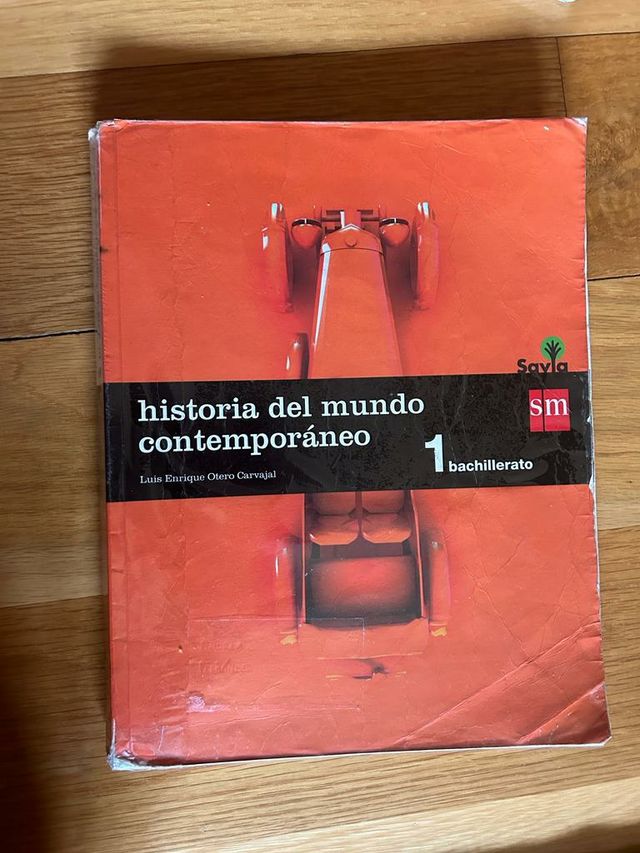 Savia
sm
historia del mundo
contemporáneo
1 bachillerato
Luis Enrique Otero Carvajal